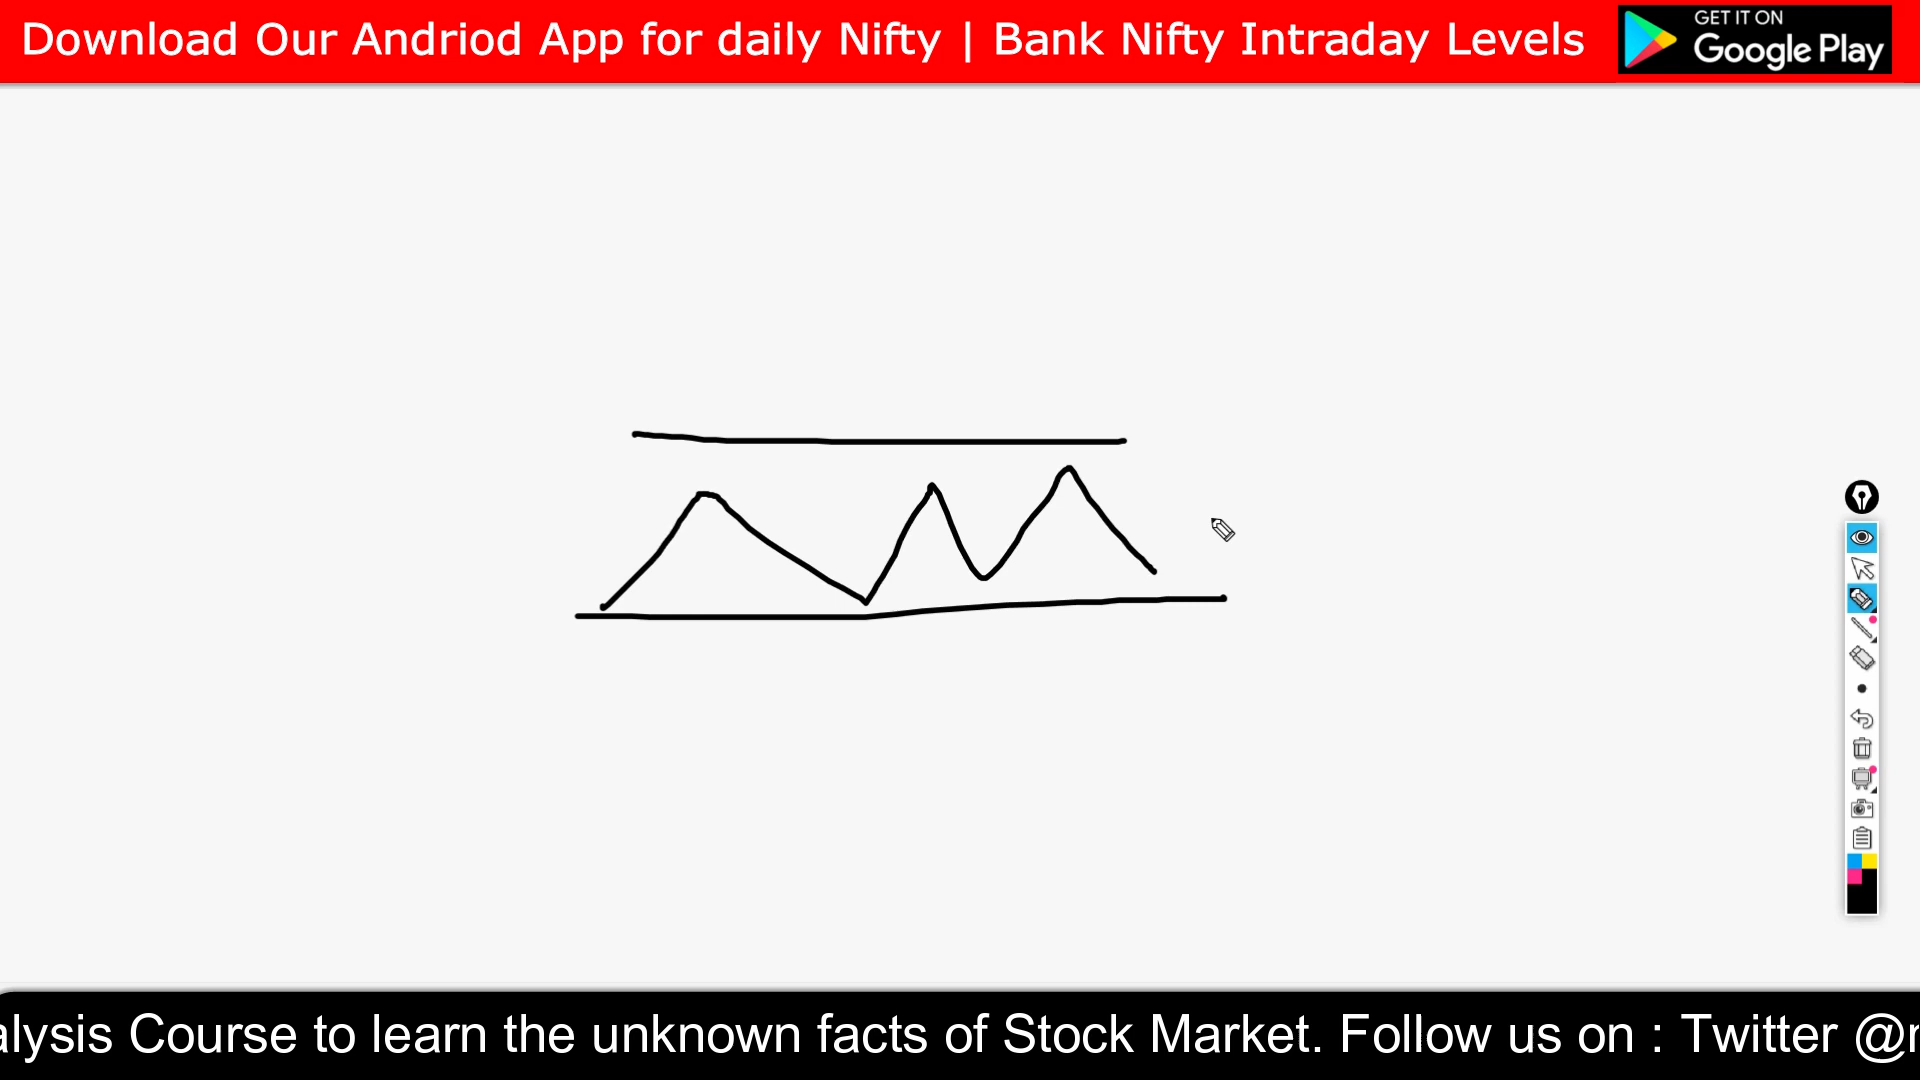 Download Our Andriod App for daily Nifty | Bank Nifty Intraday Levels
GET IT ON
Google Play
alysis Course to learn the unknown facts of Stock Market. Follow us on : Twitter @